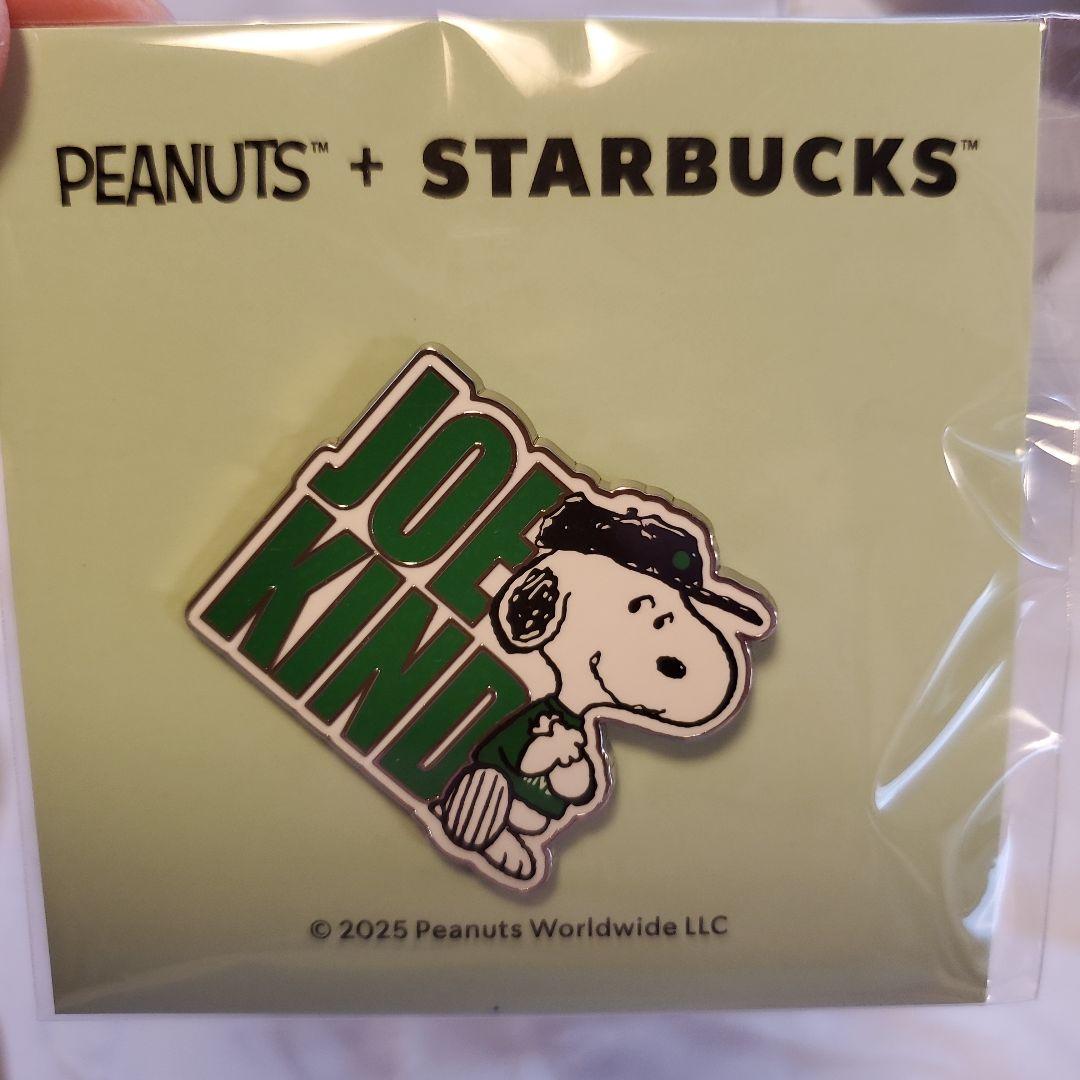 PEANUTS™ + STARBUCKS™
JOE
KIND
© 2025 Peanuts Worldwide LLC